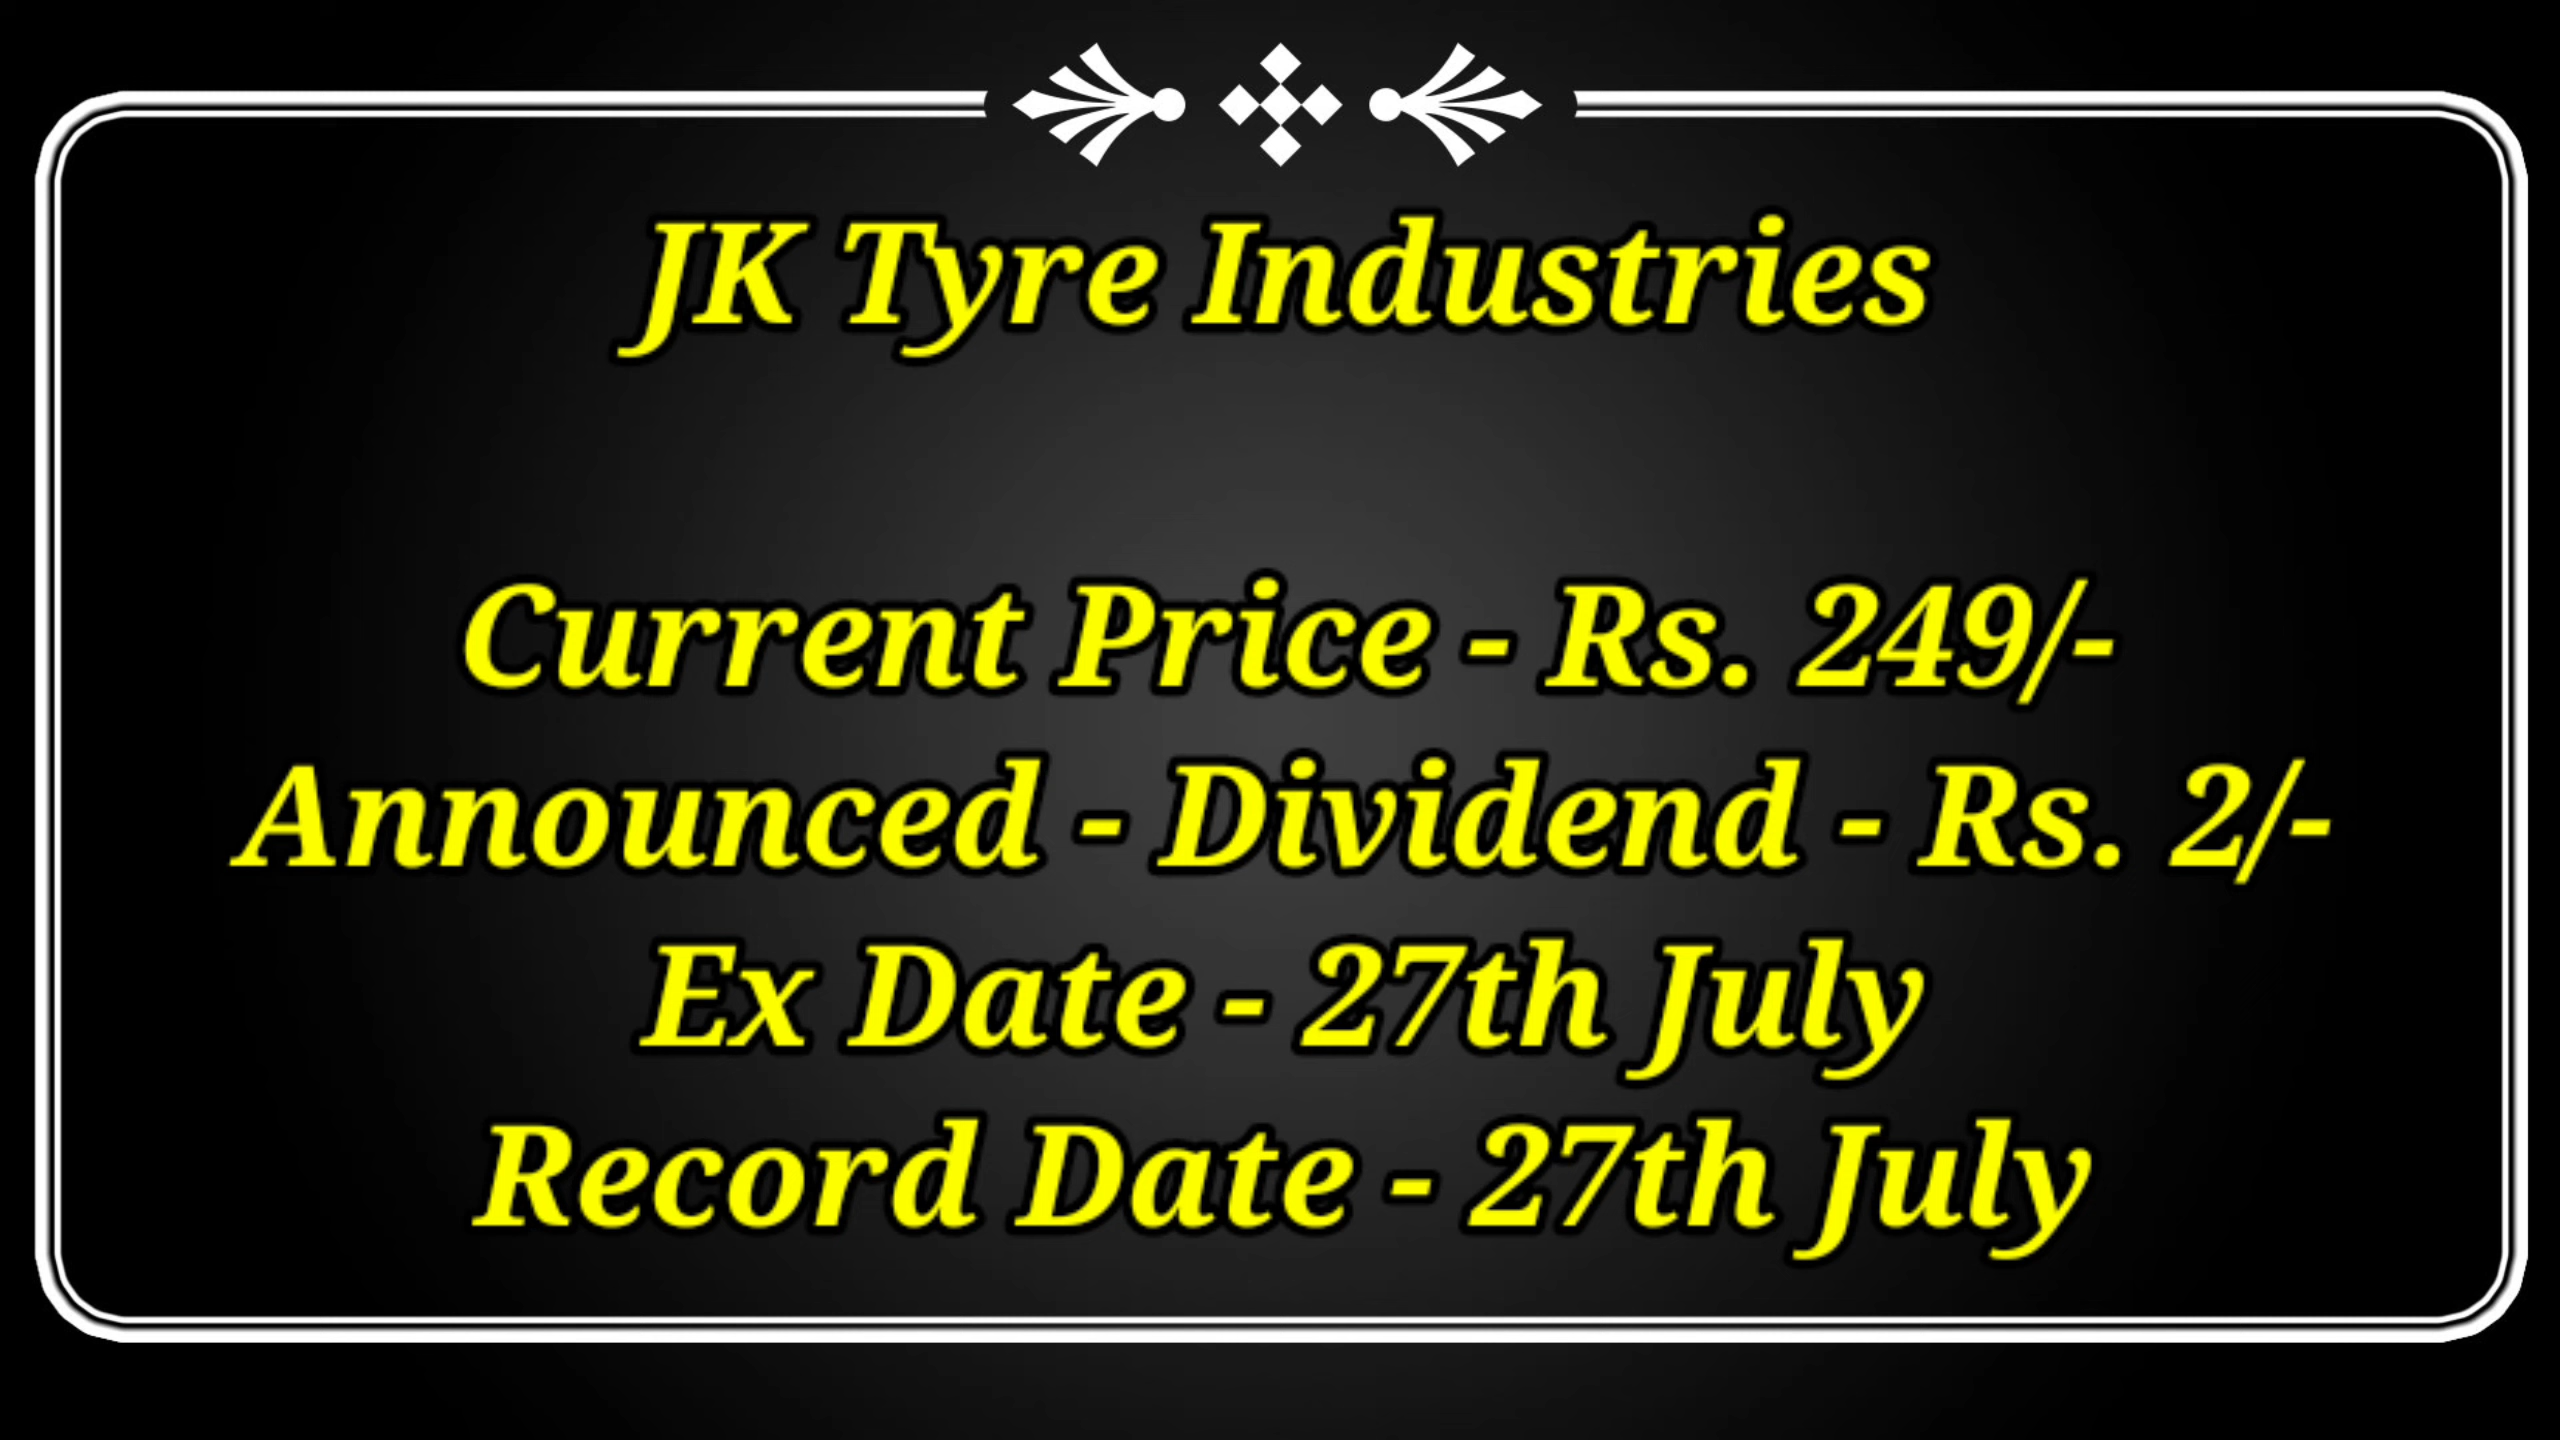 JK Tyre Industries
Current Price - Rs. 249/-
Announced - Dividend - Rs. 2/-
Ex Date - 27th July
Record Date - 27th July